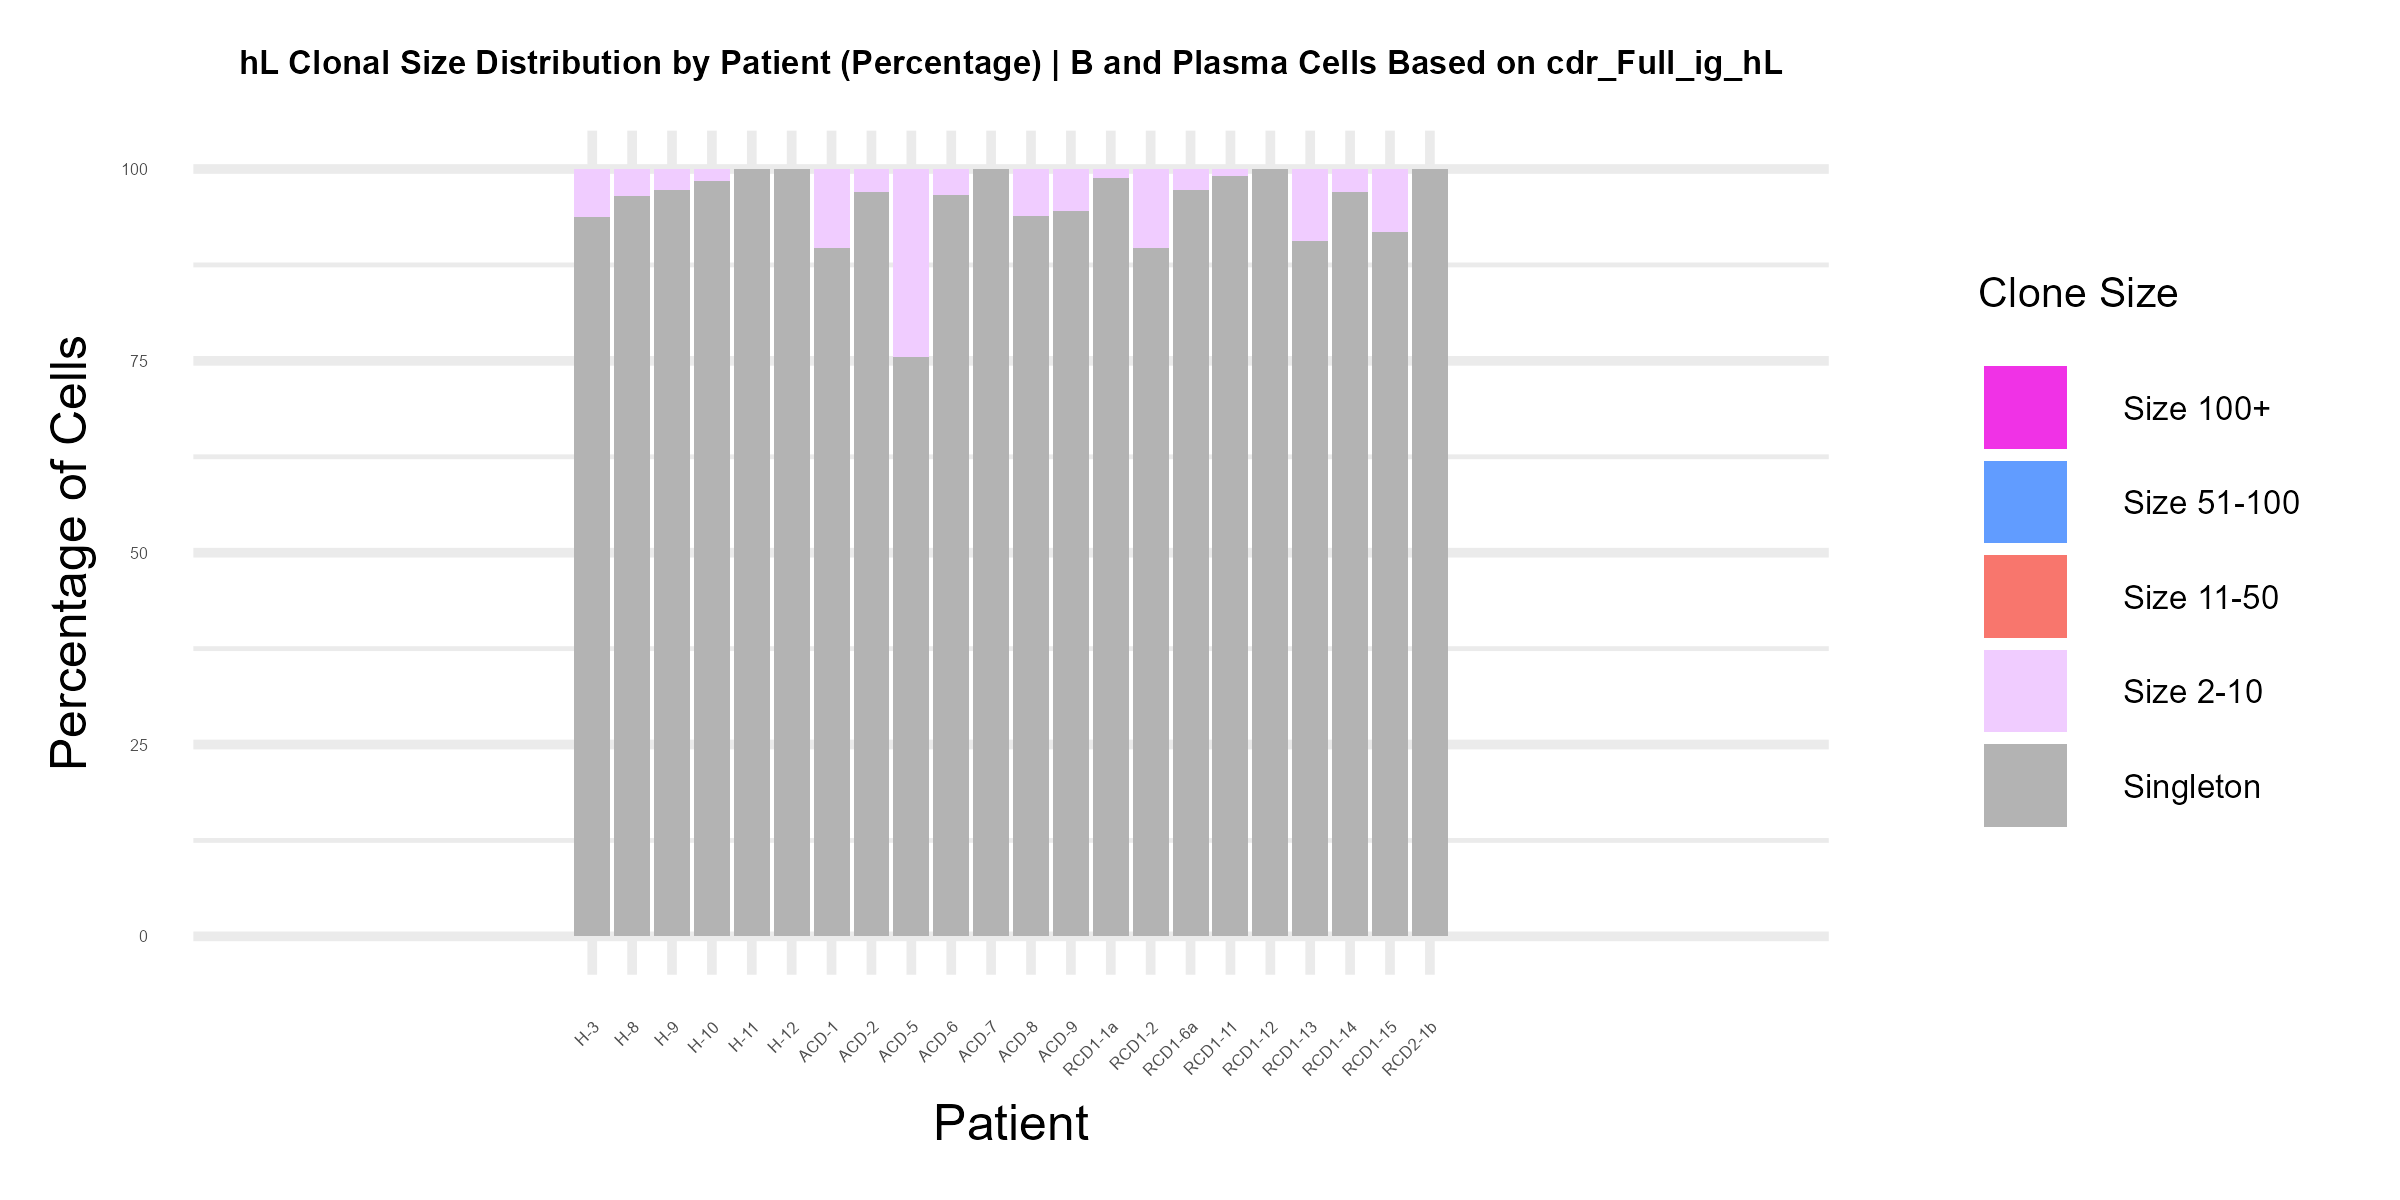 hL Clonal Size Distribution by Patient (Percentage) | B and Plasma Cells Based on cdr_Full_ig_hL
Percentage of Cells
100
75
50
25
0
H-3
H-8
H-9
H-10
H-11
H-12
ACD-1
ACD-2
ACD-5
ACD-6
ACD-7
ACD-8
ACD-9
RCD1-1a
RCD1-2
RCD1-6a
RCD1-11
RCD1-12
RCD1-13
RCD1-14
RCD1-15
RCD2-1b
Patient
Clone Size
Size 100+
Size 51-100
Size 11-50
Size 2-10
Singleton